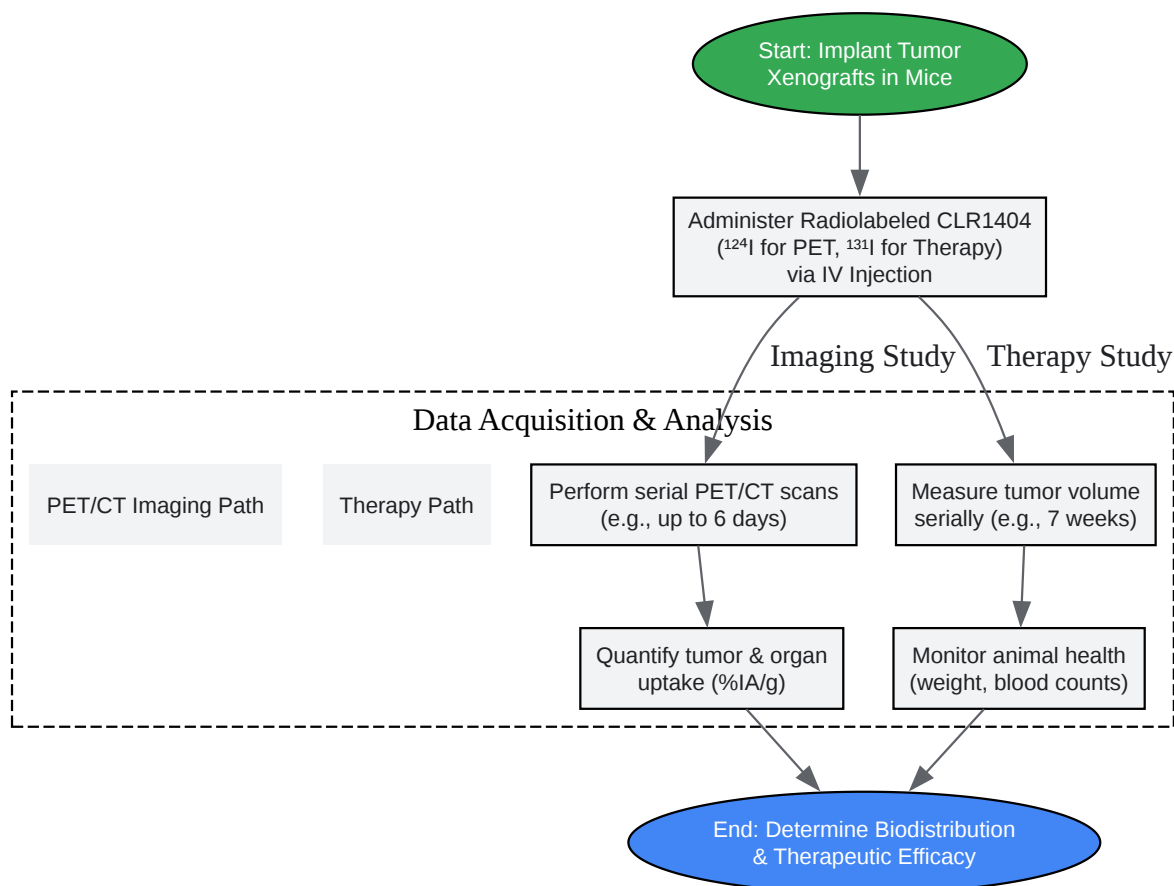 Start: Implant Tumor
Xenografts in Mice
Administer Radiolabeled CLR1404
(¹²⁴I for PET, ¹³¹I for Therapy)
via IV Injection
Imaging Study
Therapy Study
Data Acquisition & Analysis
PET/CT Imaging Path
Therapy Path
Perform serial PET/CT scans
(e.g., up to 6 days)
Measure tumor volume
serially (e.g., 7 weeks)
Quantify tumor & organ
uptake (%IA/g)
Monitor animal health
(weight, blood counts)
End: Determine Biodistribution
& Therapeutic Efficacy